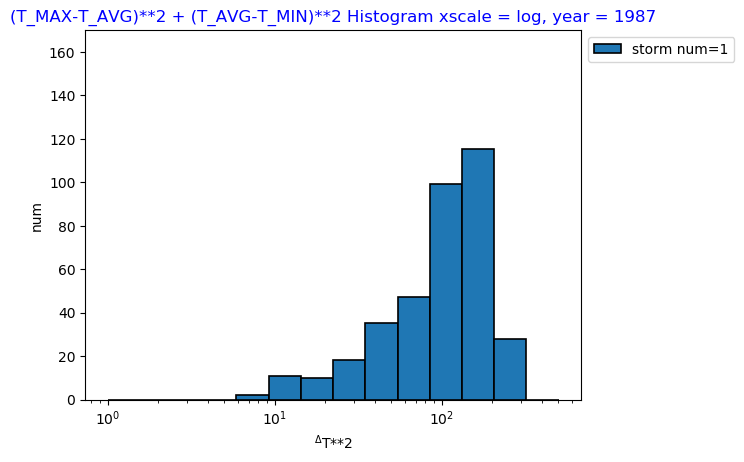 (T_MAX-T_AVG)**2 + (T_AVG-T_MIN)**2 Histogram xscale = log, year = 1987
storm num=1
160
140
120
100
80
60
40
20
0
num
10⁰ 10¹ 10²
ᐞT**2